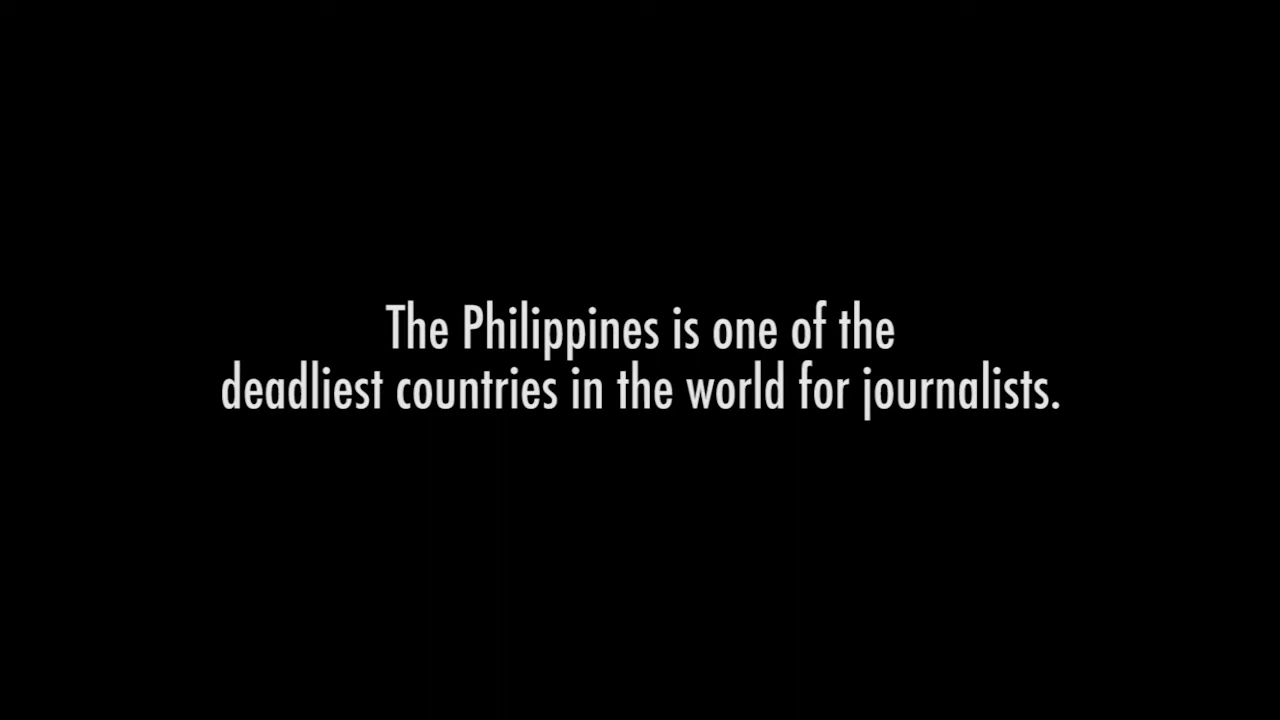 The Philippines is one of the
deadliest countries in the world for journalists.